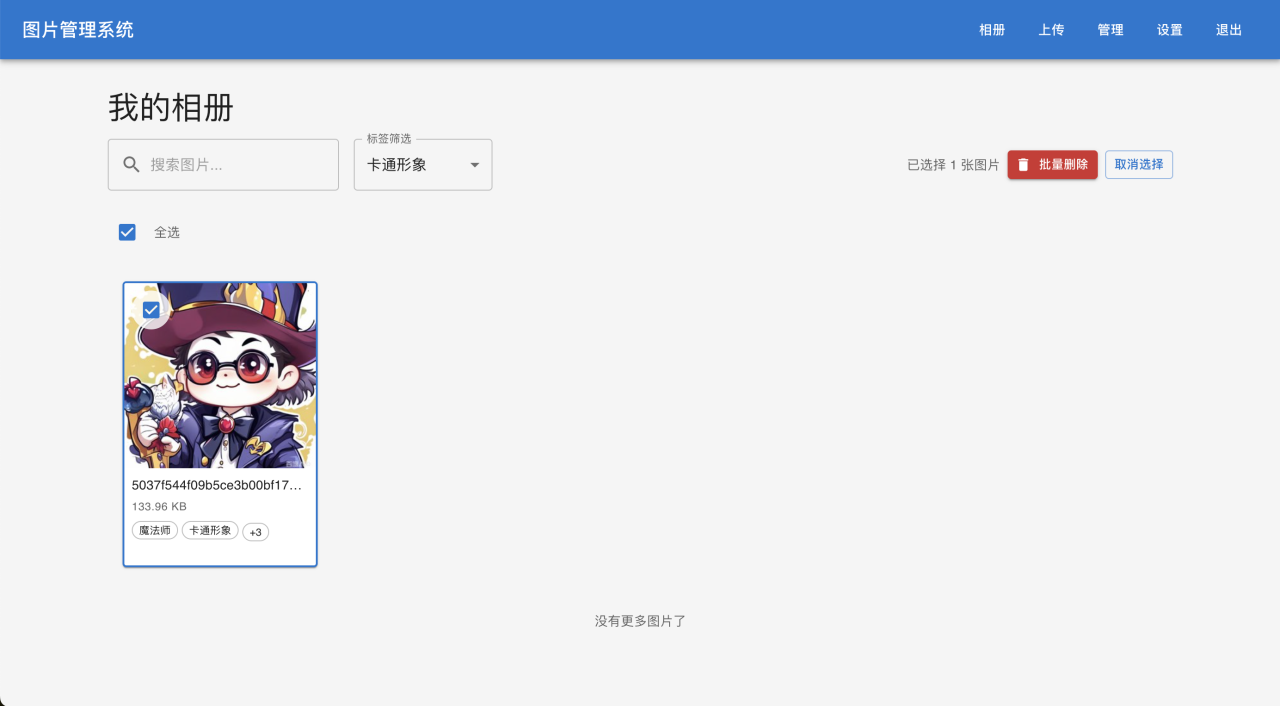 图片管理系统 相册 上传 管理 设置 退出
我的相册
标签筛选
搜索图片... 卡通形象 已选择 1 张图片 批量删除 取消选择
全选
5037f544f09b5ce3b00bf17...
133.96 KB
魔法师 卡通形象 +3
没有更多图片了